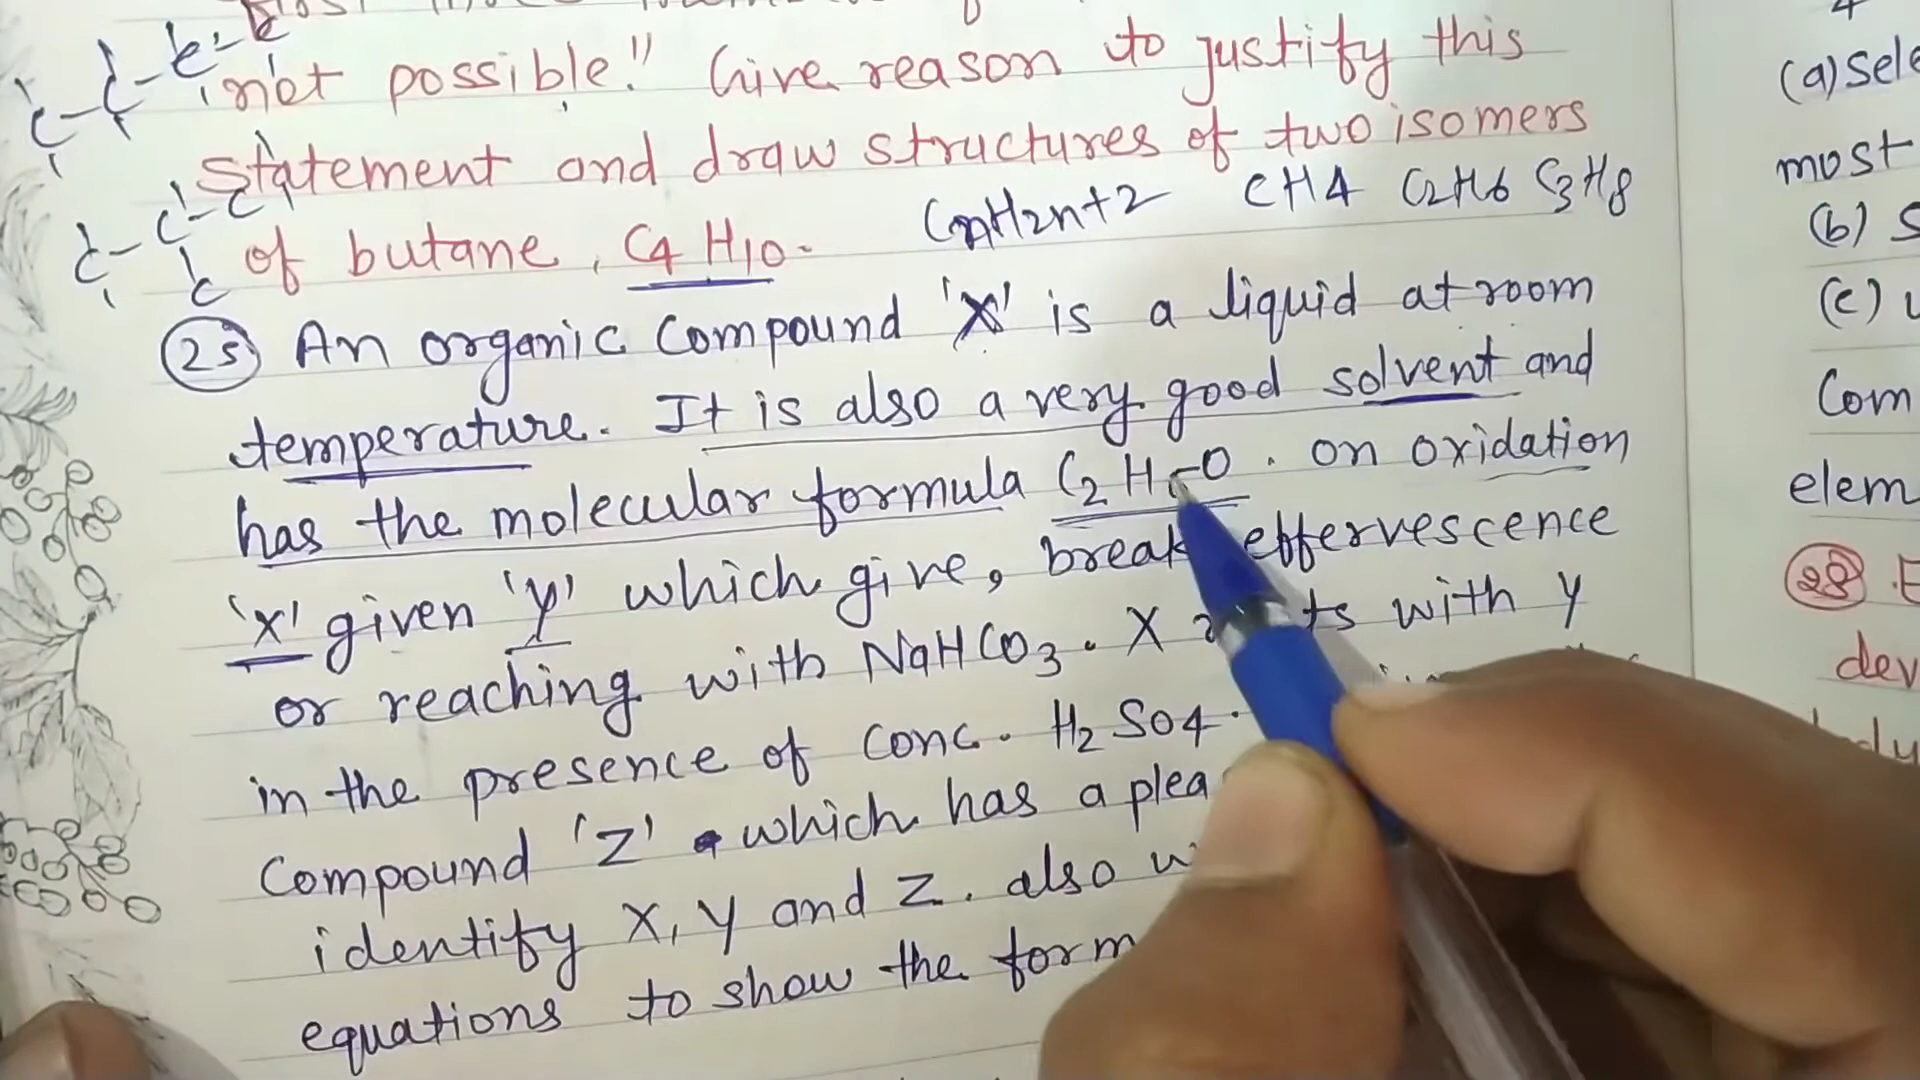 not possible." Give reason to justify this
statement and draw structures of two isomers
of butane, C4 H10.
CnH2n+2 CH4 C2H6 C3H8
(25) An organic compound 'X' is a liquid at room
temperature. It is also a very good solvent and
has the molecular formula C2 H O. on oxidation
'X' given 'Y' which give, break effervescence
or reaching with NaHCO3. X with Y
in the presence of conc. H2 SO4.
compound 'Z' which has a
identify X, Y and Z. also
equations to show the
(a)
most
(b)
(c)
Com
elem
(28)
dev